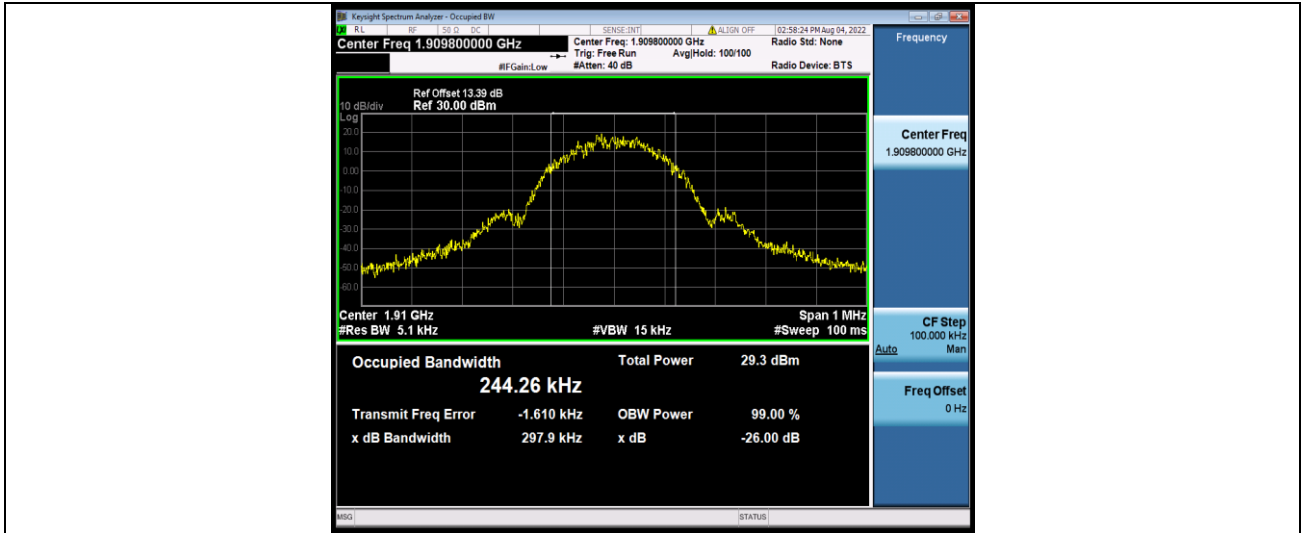 Keysight Spectrum Analyzer - Occupied BW
RL RF 50 Ω DC SENSE:INT ALIGN OFF 02:58:24 PM Aug 04, 2022
Center Freq 1.909800000 GHz Center Freq: 1.909800000 GHz Radio Std: None
Trig: Free Run Avg|Hold: 100/100
#IFGain:Low #Atten: 40 dB Radio Device: BTS
Frequency
Ref Offset 13.39 dB
10 dB/div Ref 30.00 dBm
Log
20.0
10.0
0.00
-10.0
-20.0
-30.0
-40.0
-50.0
-60.0
Center Freq
1.909800000 GHz
Center 1.91 GHz Span 1 MHz
#Res BW 5.1 kHz #VBW 15 kHz #Sweep 100 ms
CF Step
100.000 kHz
Auto Man
Occupied Bandwidth Total Power 29.3 dBm
244.26 kHz
Transmit Freq Error -1.610 kHz OBW Power 99.00 %
x dB Bandwidth 297.9 kHz x dB -26.00 dB
Freq Offset
0 Hz
MSG STATUS